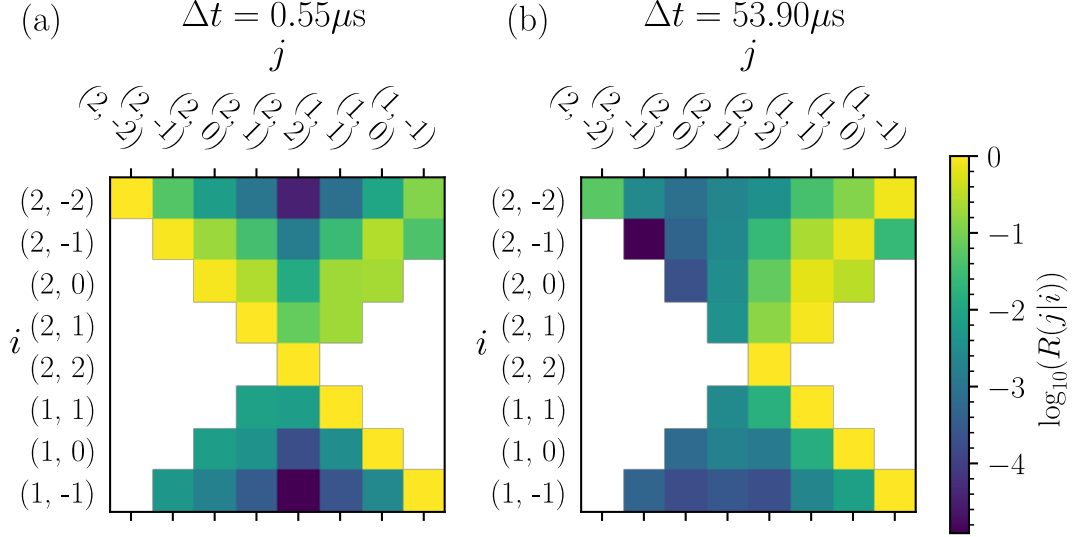 (a) Δt = 0.55μs
j
(2, -2) (2, -1) (2, 0) (2, 1) (2, 2) (1, 1) (1, 0) (1, -1)
i
(2, -2)
(2, -1)
(2, 0)
(2, 1)
(2, 2)
(1, 1)
(1, 0)
(1, -1)
(b) Δt = 53.90μs
j
(2, -2) (2, -1) (2, 0) (2, 1) (2, 2) (1, 1) (1, 0) (1, -1)
i
(2, -2)
(2, -1)
(2, 0)
(2, 1)
(2, 2)
(1, 1)
(1, 0)
(1, -1)
0
−1
−2
−3
−4
log₁₀(R(j|i))